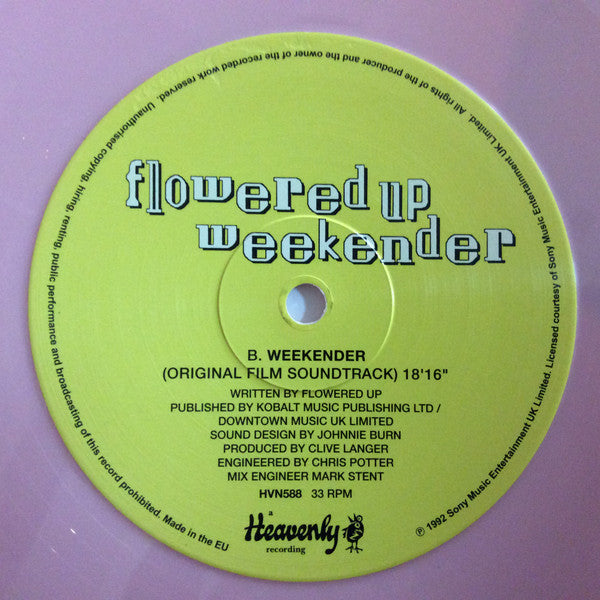 flowered up
weekender
B. WEEKENDER
(ORIGINAL FILM SOUNDTRACK) 18'16"
WRITTEN BY FLOWERED UP
PUBLISHED BY KOBALT MUSIC PUBLISHING LTD /
DOWNTOWN MUSIC UK LIMITED
SOUND DESIGN BY JOHNNIE BURN
PRODUCED BY CLIVE LANGER
ENGINEERED BY CHRIS POTTER
MIX ENGINEER MARK STENT
HVN588 33 RPM
a
Heavenly
recording
℗ 1992 Sony Music Entertainment UK Limited. Licensed courtesy of Sony Music Entertainment UK Limited. All rights of the producer and the owner of the recorded work reserved. Unauthorised copying, hiring, renting, public performance and broadcasting of this record prohibited. Made in the EU